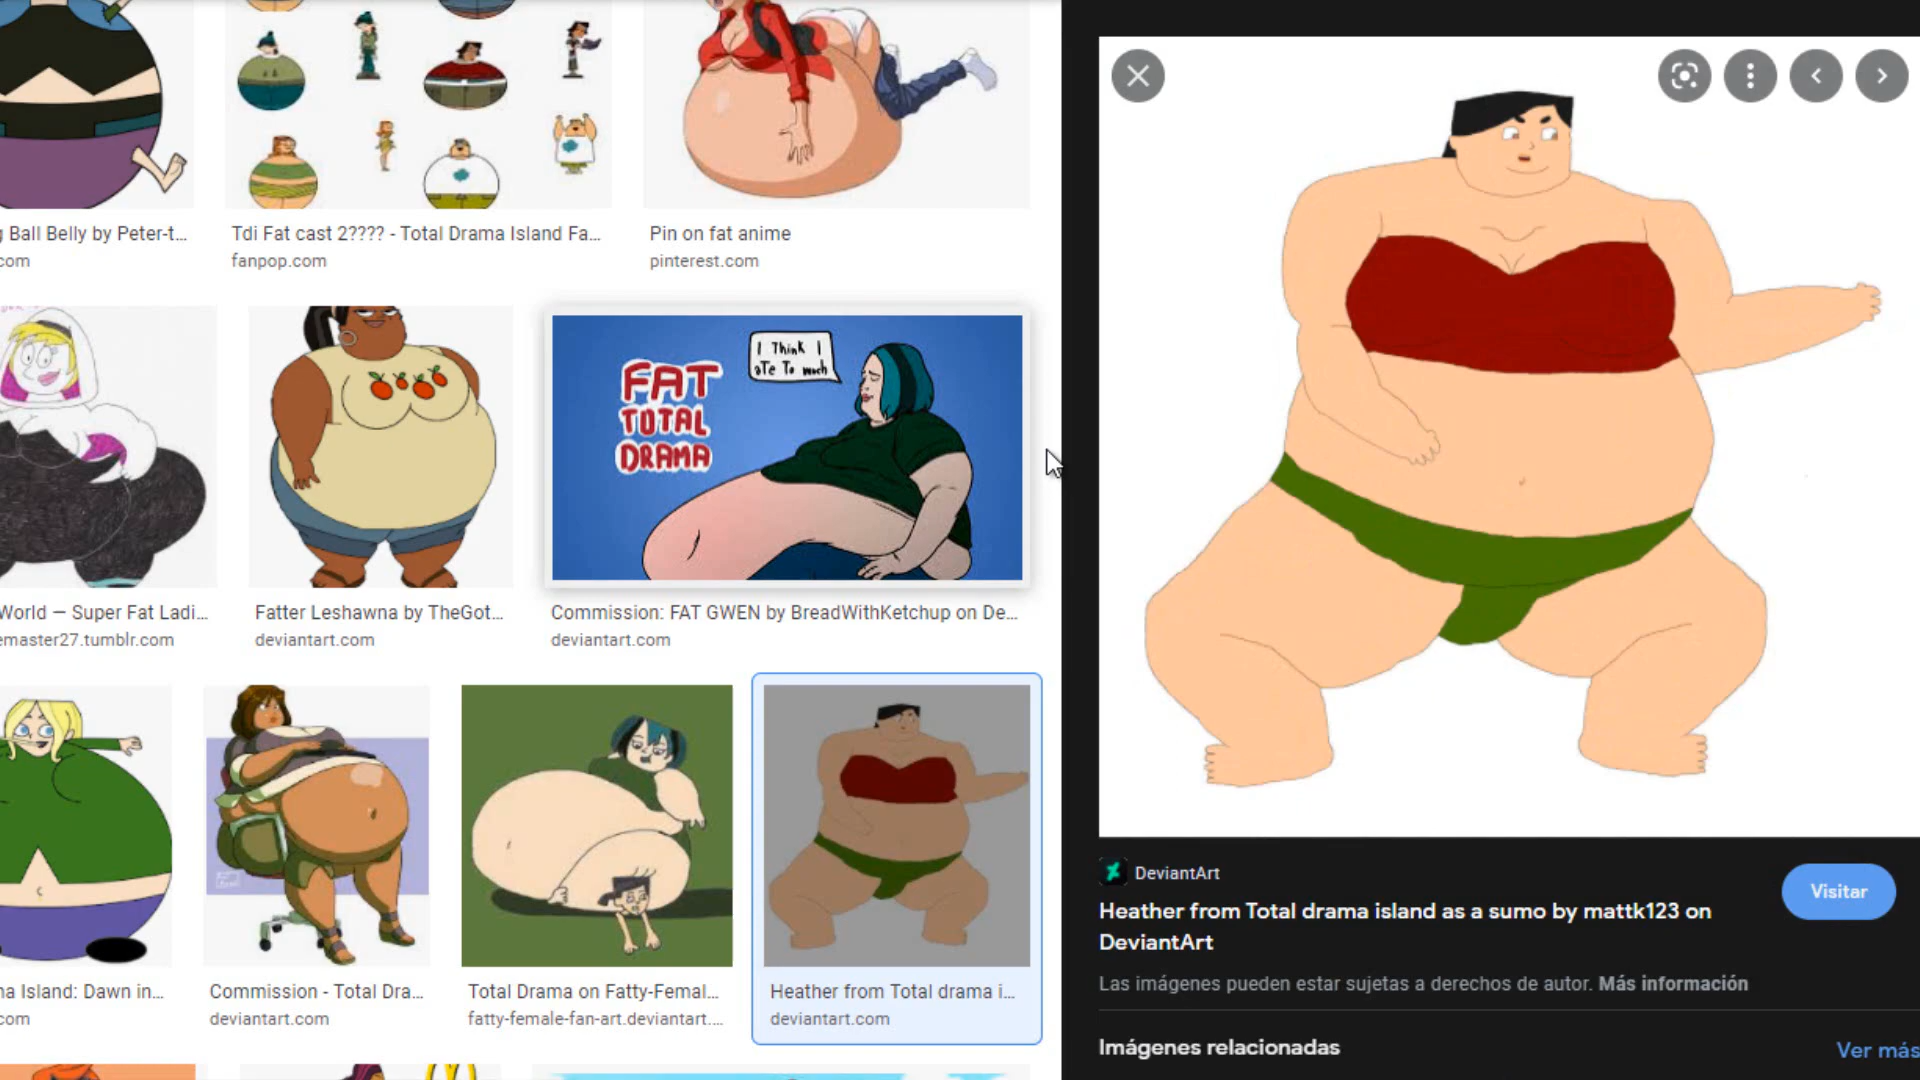 g Ball Belly by Peter-t...
com
Tdi Fat cast 2???? - Total Drama Island Fa...
fanpop.com
Pin on fat anime
pinterest.com
I Think I
aTe To much
FAT
TOTAL
DRAMA
World — Super Fat Ladi...
emaster27.tumblr.com
Fatter Leshawna by TheGot...
deviantart.com
Commission: FAT GWEN by BreadWithKetchup on De...
deviantart.com
na Island: Dawn in...
com
Commission - Total Dra...
deviantart.com
Total Drama on Fatty-Femal...
fatty-female-fan-art.deviantart....
Heather from Total drama i...
deviantart.com
DeviantArt
Visitar
Heather from Total drama island as a sumo by mattk123 on
DeviantArt
Las imágenes pueden estar sujetas a derechos de autor. Más información
Imágenes relacionadas
Ver más